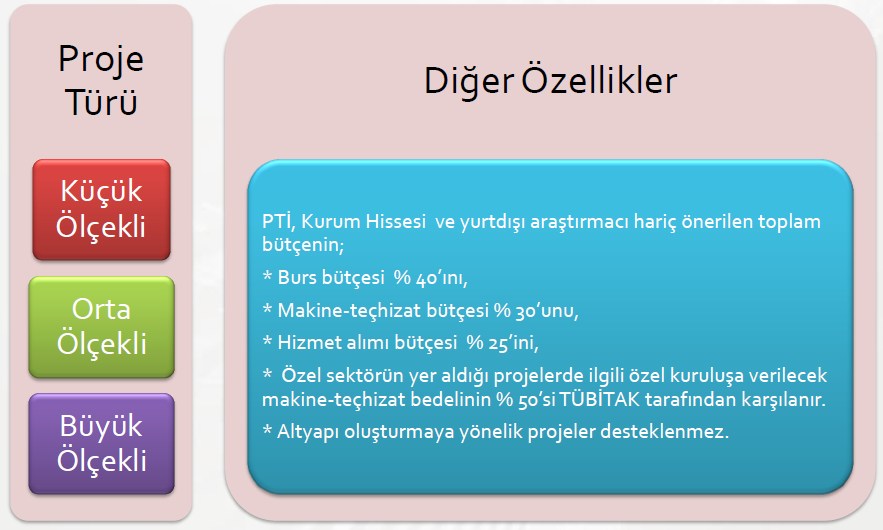 Proje
Türü
Küçük
Ölçekli
Orta
Ölçekli
Büyük
Ölçekli
Diğer Özellikler
PTİ, Kurum Hissesi ve yurtdışı araştırmacı hariç önerilen toplam
bütçenin;
* Burs bütçesi % 40’ını,
* Makine-teçhizat bütçesi % 30’unu,
* Hizmet alımı bütçesi % 25’ini,
* Özel sektörün yer aldığı projelerde ilgili özel kuruluşa verilecek
makine-teçhizat bedelinin % 50’si TÜBİTAK tarafından karşılanır.
* Altyapı oluşturmaya yönelik projeler desteklenmez.